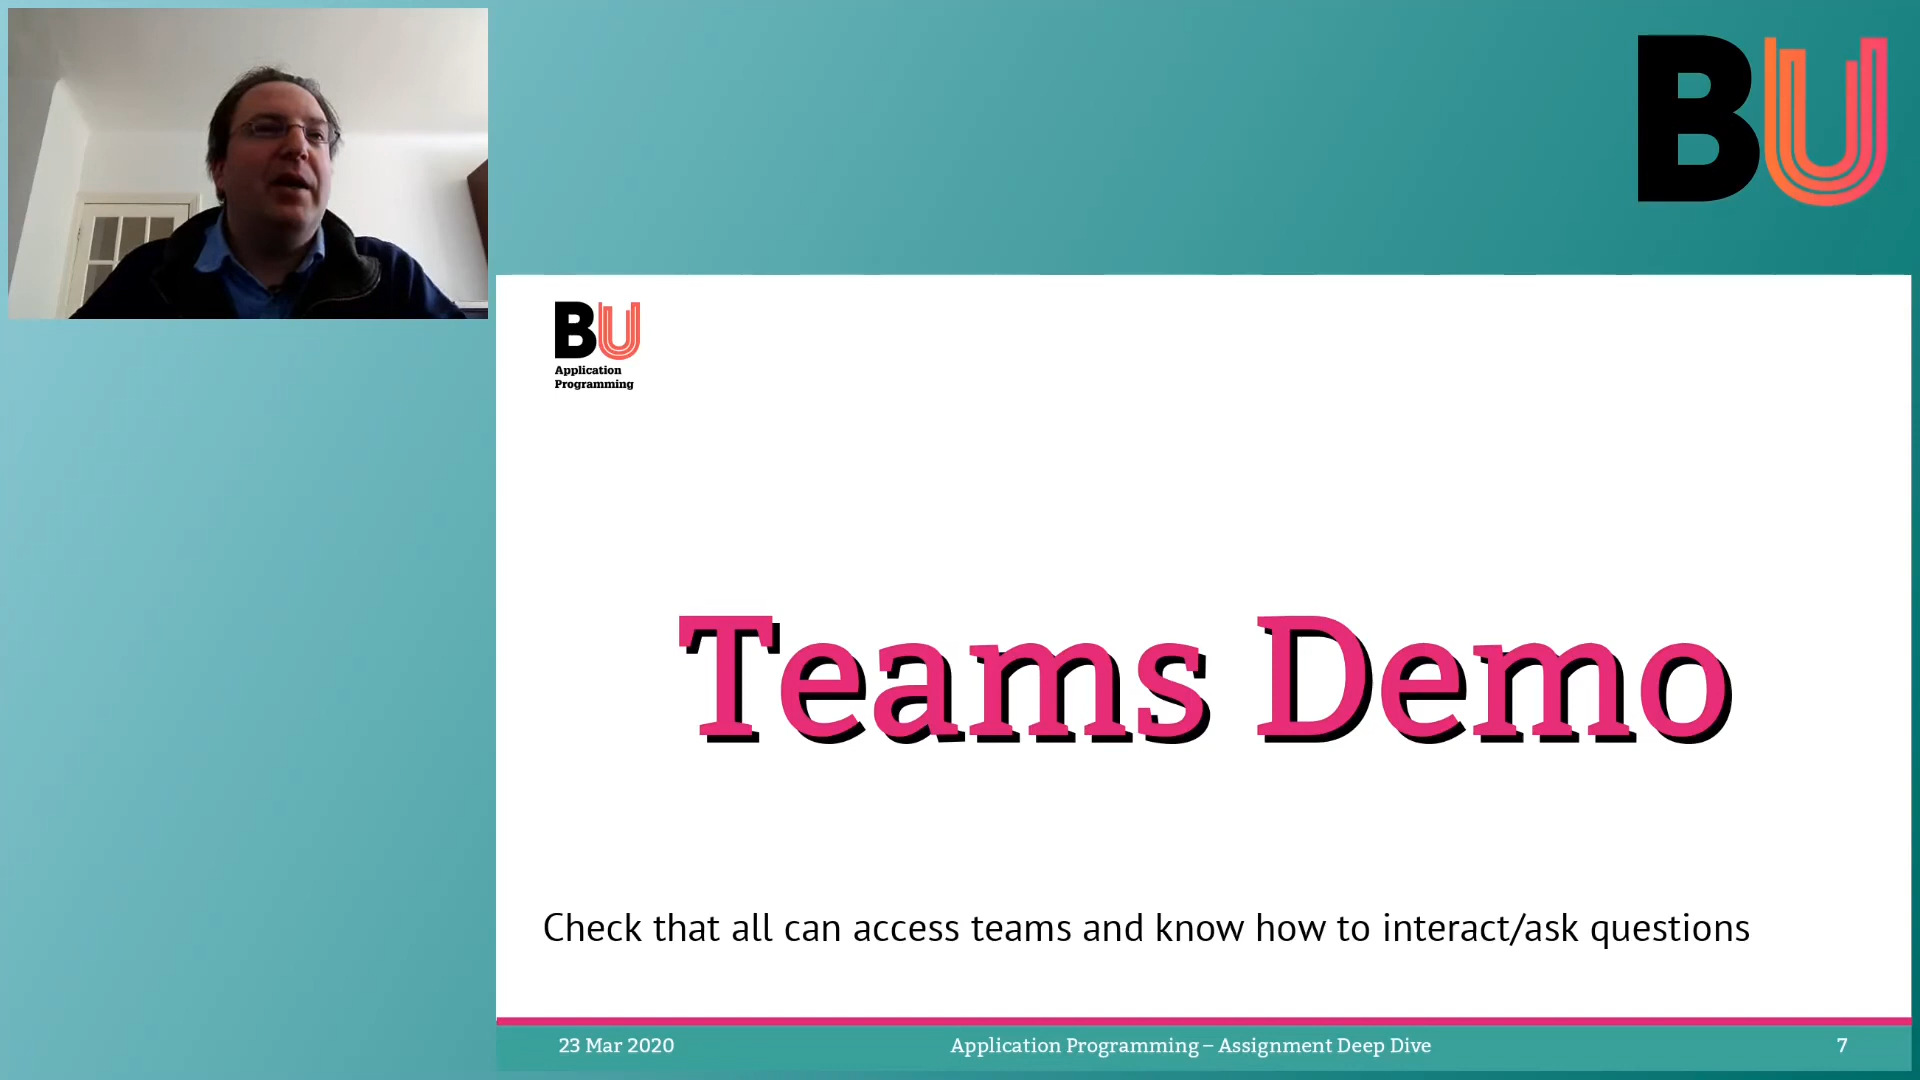 BU
BU
Application
Programming
Teams Demo
Check that all can access teams and know how to interact/ask questions
23 Mar 2020
Application Programming – Assignment Deep Dive
7